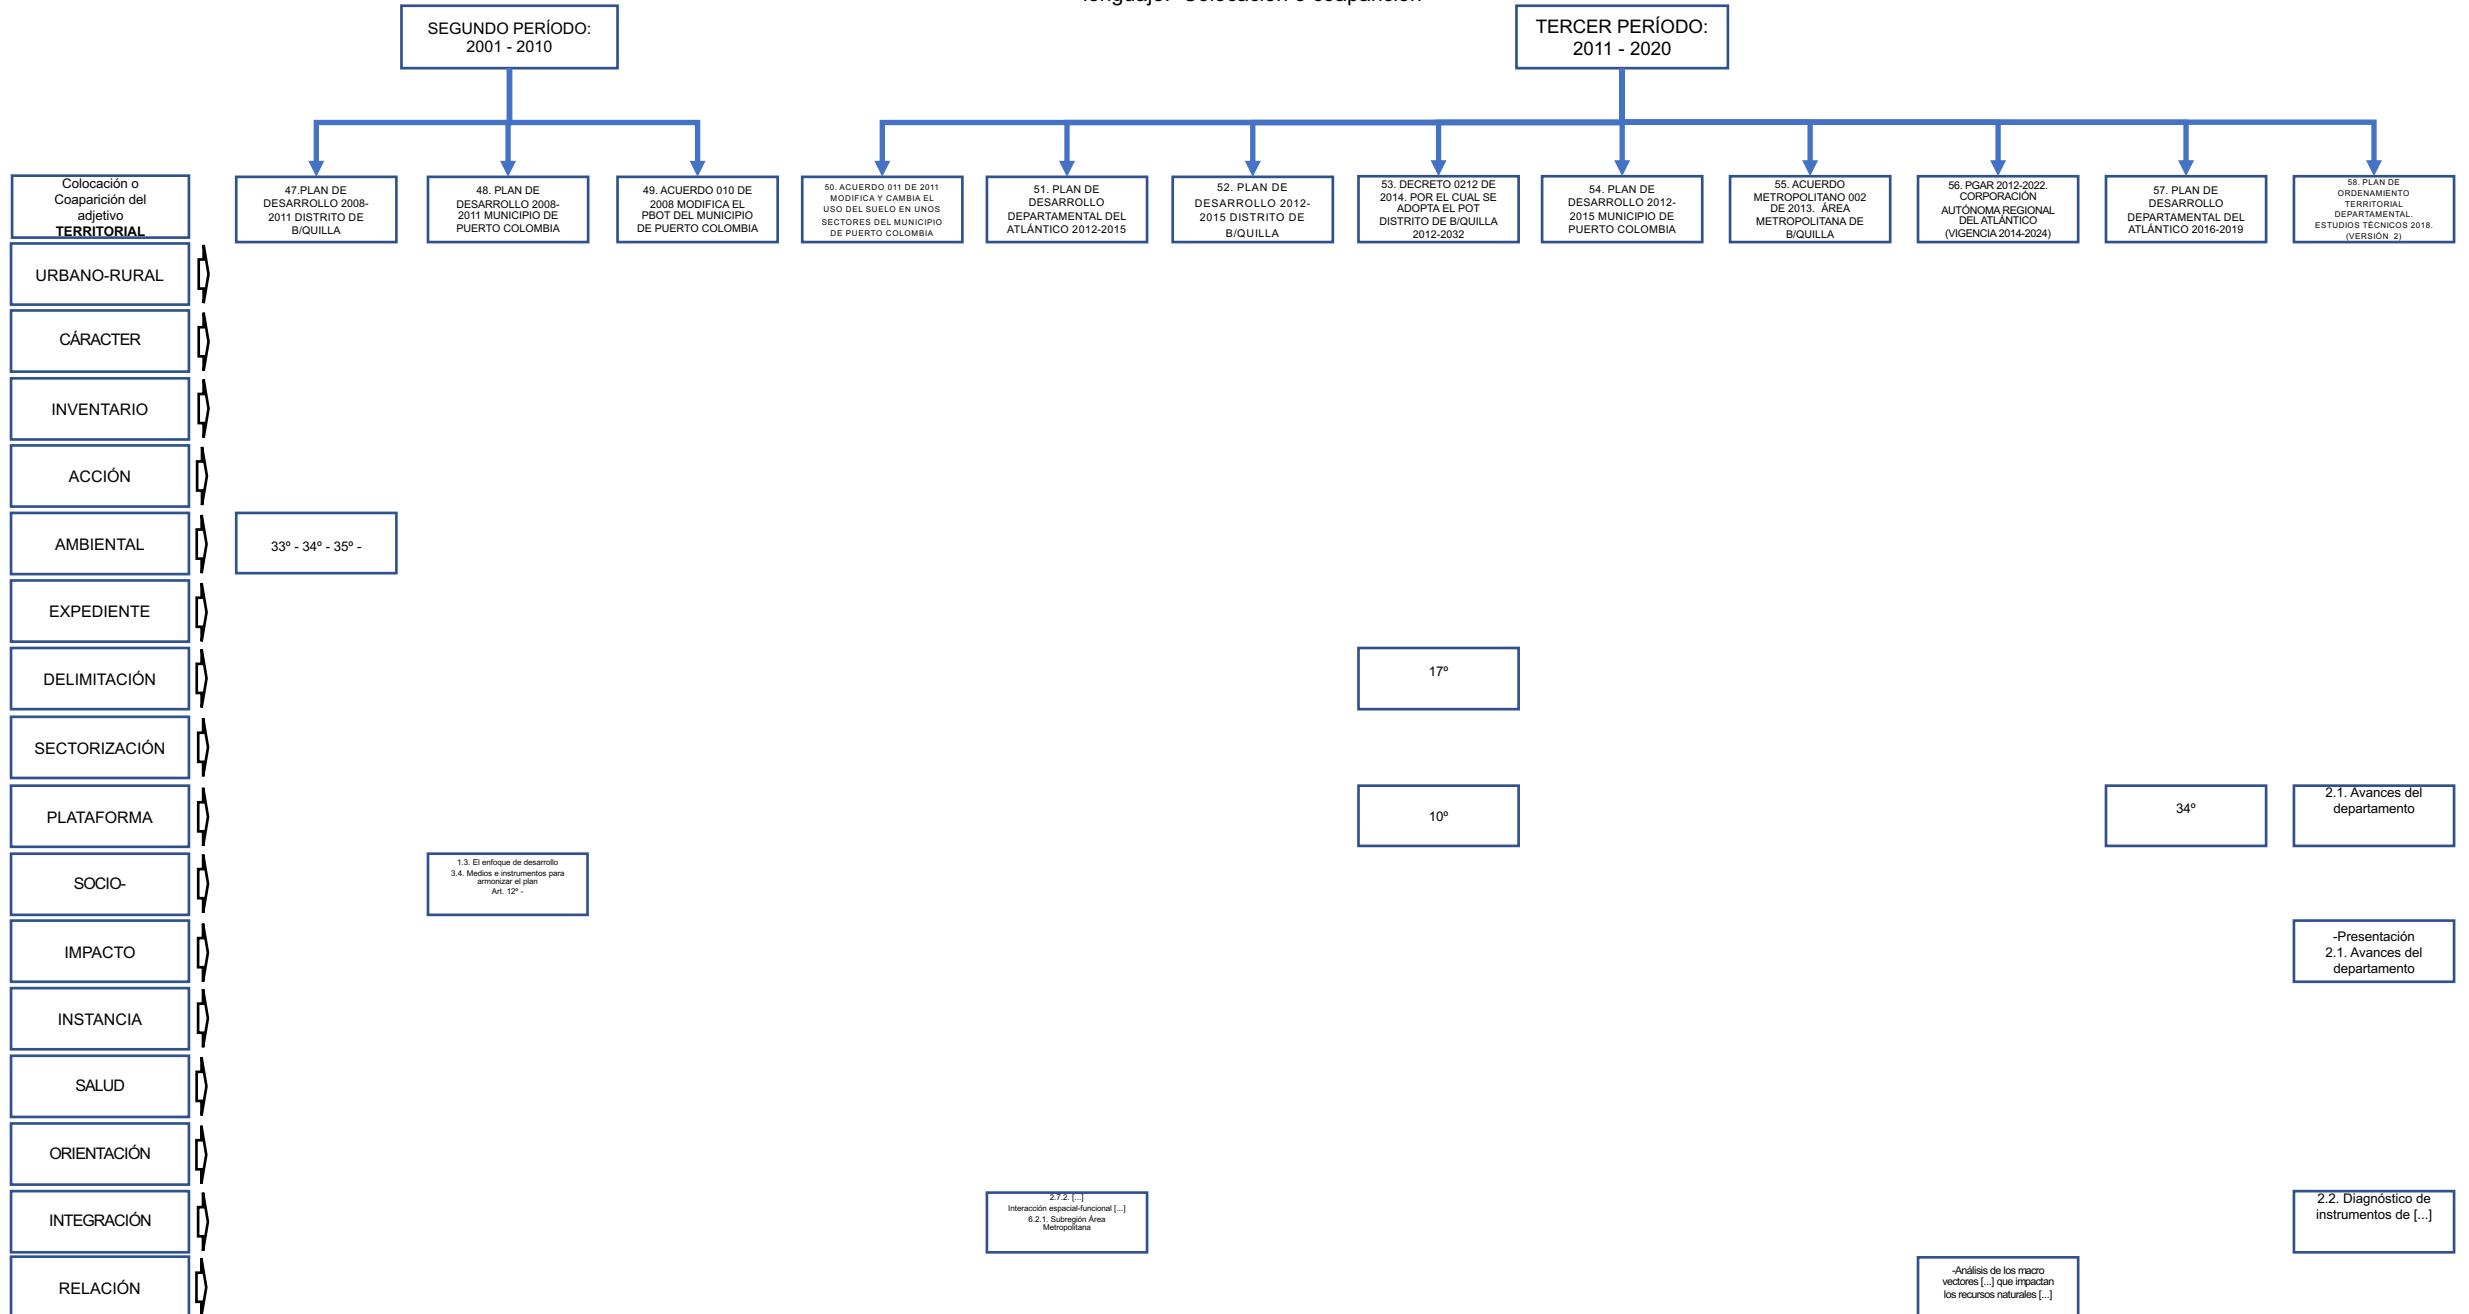 lenguaje: Colocación o coaparición
SEGUNDO PERÍODO:
2001 - 2010
TERCER PERÍODO:
2011 - 2020
Colocación o
Coaparición del
adjetivo
TERRITORIAL
47.PLAN DE
DESARROLLO 2008-
2011 DISTRITO DE
B/QUILLA
48. PLAN DE
DESARROLLO 2008-
2011 MUNICIPIO DE
PUERTO COLOMBIA
49. ACUERDO 010 DE
2008 MODIFICA EL
PBOT DEL MUNICIPIO
DE PUERTO COLOMBIA
50. ACUERDO 011 DE 2011
MODIFICA Y CAMBIA EL
USO DEL SUELO EN UNOS
SECTORES DEL MUNICIPIO
DE PUERTO COLOMBIA
51. PLAN DE
DESARROLLO
DEPARTAMENTAL DEL
ATLÁNTICO 2012-2015
52. PLAN DE
DESARROLLO 2012-
2015 DISTRITO DE
B/QUILLA
53. DECRETO 0212 DE
2014. POR EL CUAL SE
ADOPTA EL POT
DISTRITO DE B/QUILLA
2012-2032
54. PLAN DE
DESARROLLO 2012-
2015 MUNICIPIO DE
PUERTO COLOMBIA
55. ACUERDO
METROPOLITANO 002
DE 2013. ÁREA
METROPOLITANA DE
B/QUILLA
56. PGAR 2012-2022.
CORPORACIÓN
AUTÓNOMA REGIONAL
DEL ATLÁNTICO
(VIGENCIA 2014-2024)
57. PLAN DE
DESARROLLO
DEPARTAMENTAL DEL
ATLÁNTICO 2016-2019
58. PLAN DE
ORDENAMIENTO
TERRITORIAL
DEPARTAMENTAL.
ESTUDIOS TÉCNICOS 2018.
(VERSIÓN 2)
URBANO-RURAL
CÁRACTER
INVENTARIO
ACCIÓN
AMBIENTAL
33º - 34º - 35º -
EXPEDIENTE
DELIMITACIÓN
17º
SECTORIZACIÓN
PLATAFORMA
10º
34º
2.1. Avances del
departamento
SOCIO-
1.3. El enfoque de desarrollo
3.4. Medios e instrumentos para
armonizar el plan
Art. 12º -
IMPACTO
-Presentación
2.1. Avances del
departamento
INSTANCIA
SALUD
ORIENTACIÓN
INTEGRACIÓN
2.7.2. [...]
Interacción espacial-funcional [...]
6.2.1. Subregión Área
Metropolitana
2.2. Diagnóstico de
instrumentos de [...]
RELACIÓN
-Análisis de los macro
vectores [...] que impactan
los recursos naturales [...]